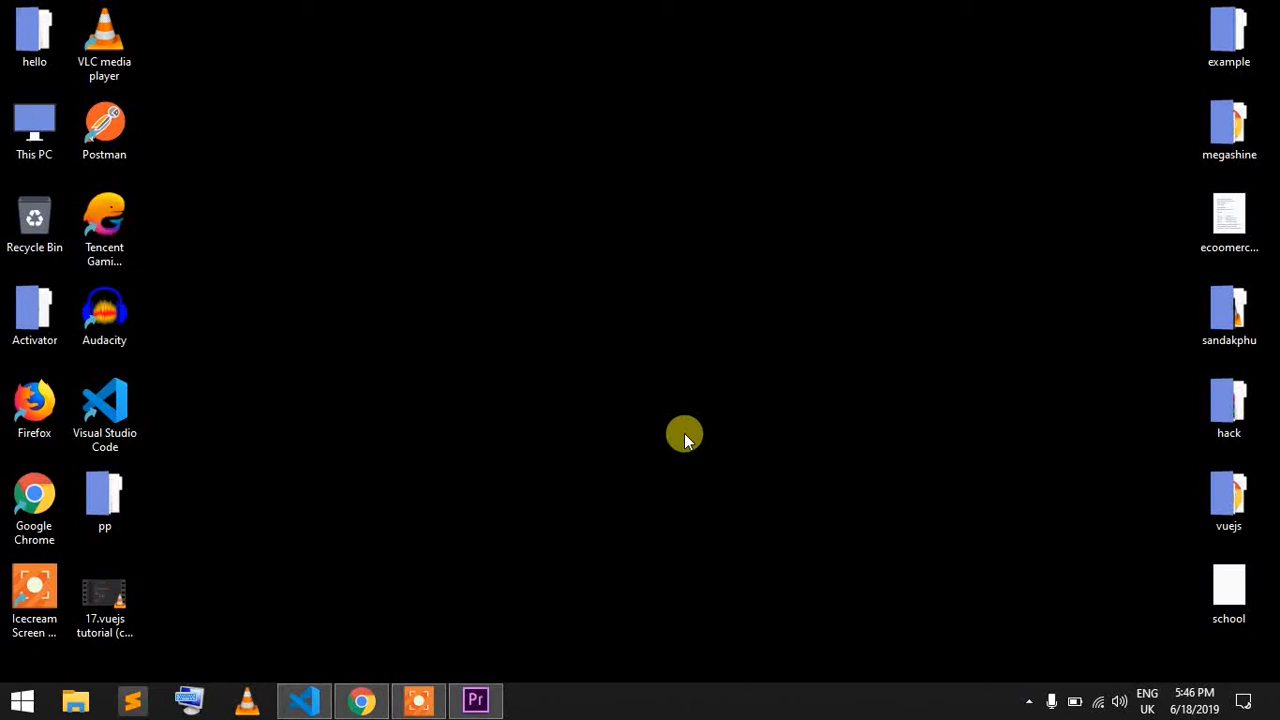 hello
VLC media
player
example
This PC
Postman
megashine
Recycle Bin
Tencent
Gami...
ecoomerc...
Activator
Audacity
sandakphu
Firefox
Visual Studio
Code
hack
Google
Chrome
pp
vuejs
Icecream
Screen ...
17.vuejs
tutorial (c...
school
Pr
ENG
UK
5:46 PM
6/18/2019